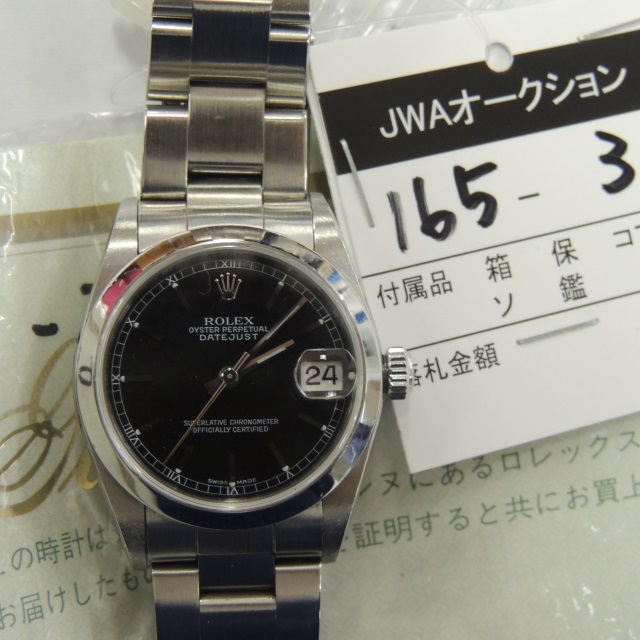 JWAオークション
165-3
付属品 箱 保 コ
ソ 鑑
札金額
ROLEX
OYSTER PERPETUAL
DATEJUST
24
SUPERLATIVE CHRONOMETER
OFFICIALLY CERTIFIED
SWISS MADE
XII
にあるロレックス
の時計は
証明すると共にお買上
お届けしたもの